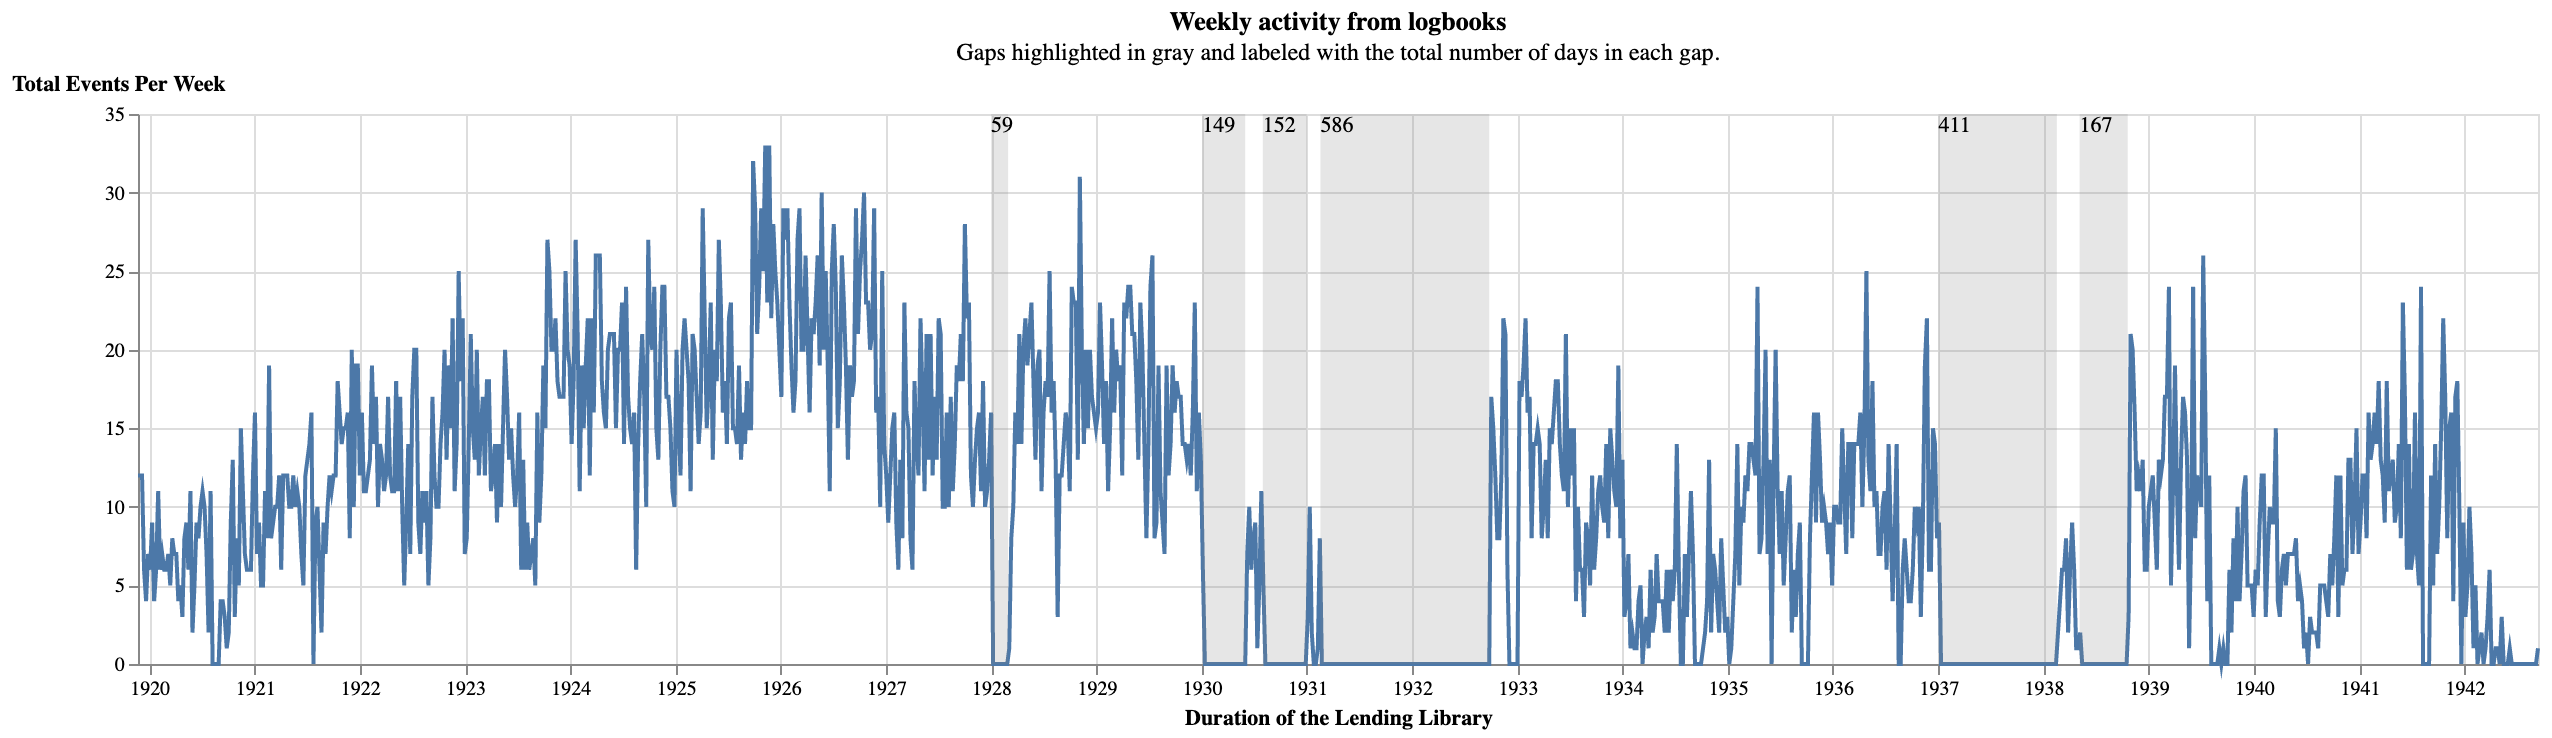 Weekly activity from logbooks
Gaps highlighted in gray and labeled with the total number of days in each gap.
Total Events Per Week
35
59
149
152
586
411
167
30
25
20
15
10
5
0
1920 1921 1922 1923 1924 1925 1926 1927 1928 1929 1930 1931 1932 1933 1934 1935 1936 1937 1938 1939 1940 1941 1942
Duration of the Lending Library